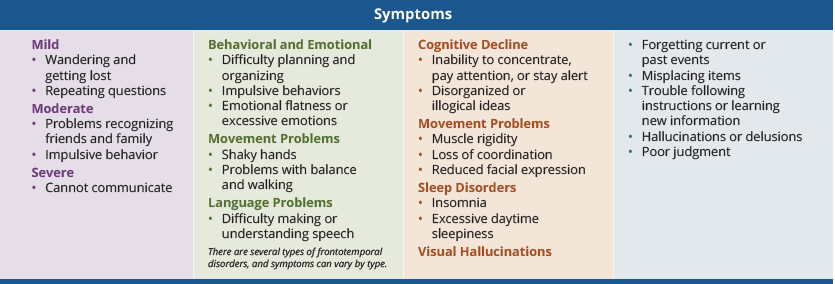 Symptoms
Mild
• Wandering and
getting lost
• Repeating questions
Moderate
• Problems recognizing
friends and family
• Impulsive behavior
Severe
• Cannot communicate
Behavioral and Emotional
• Difficulty planning and
organizing
• Impulsive behaviors
• Emotional flatness or
excessive emotions
Movement Problems
• Shaky hands
• Problems with balance
and walking
Language Problems
• Difficulty making or
understanding speech
There are several types of frontotemporal
disorders, and symptoms can vary by type.
Cognitive Decline
• Inability to concentrate,
pay attention, or stay alert
• Disorganized or
illogical ideas
Movement Problems
• Muscle rigidity
• Loss of coordination
• Reduced facial expression
Sleep Disorders
• Insomnia
• Excessive daytime
sleepiness
Visual Hallucinations
• Forgetting current or
past events
• Misplacing items
• Trouble following
instructions or learning
new information
• Hallucinations or delusions
• Poor judgment